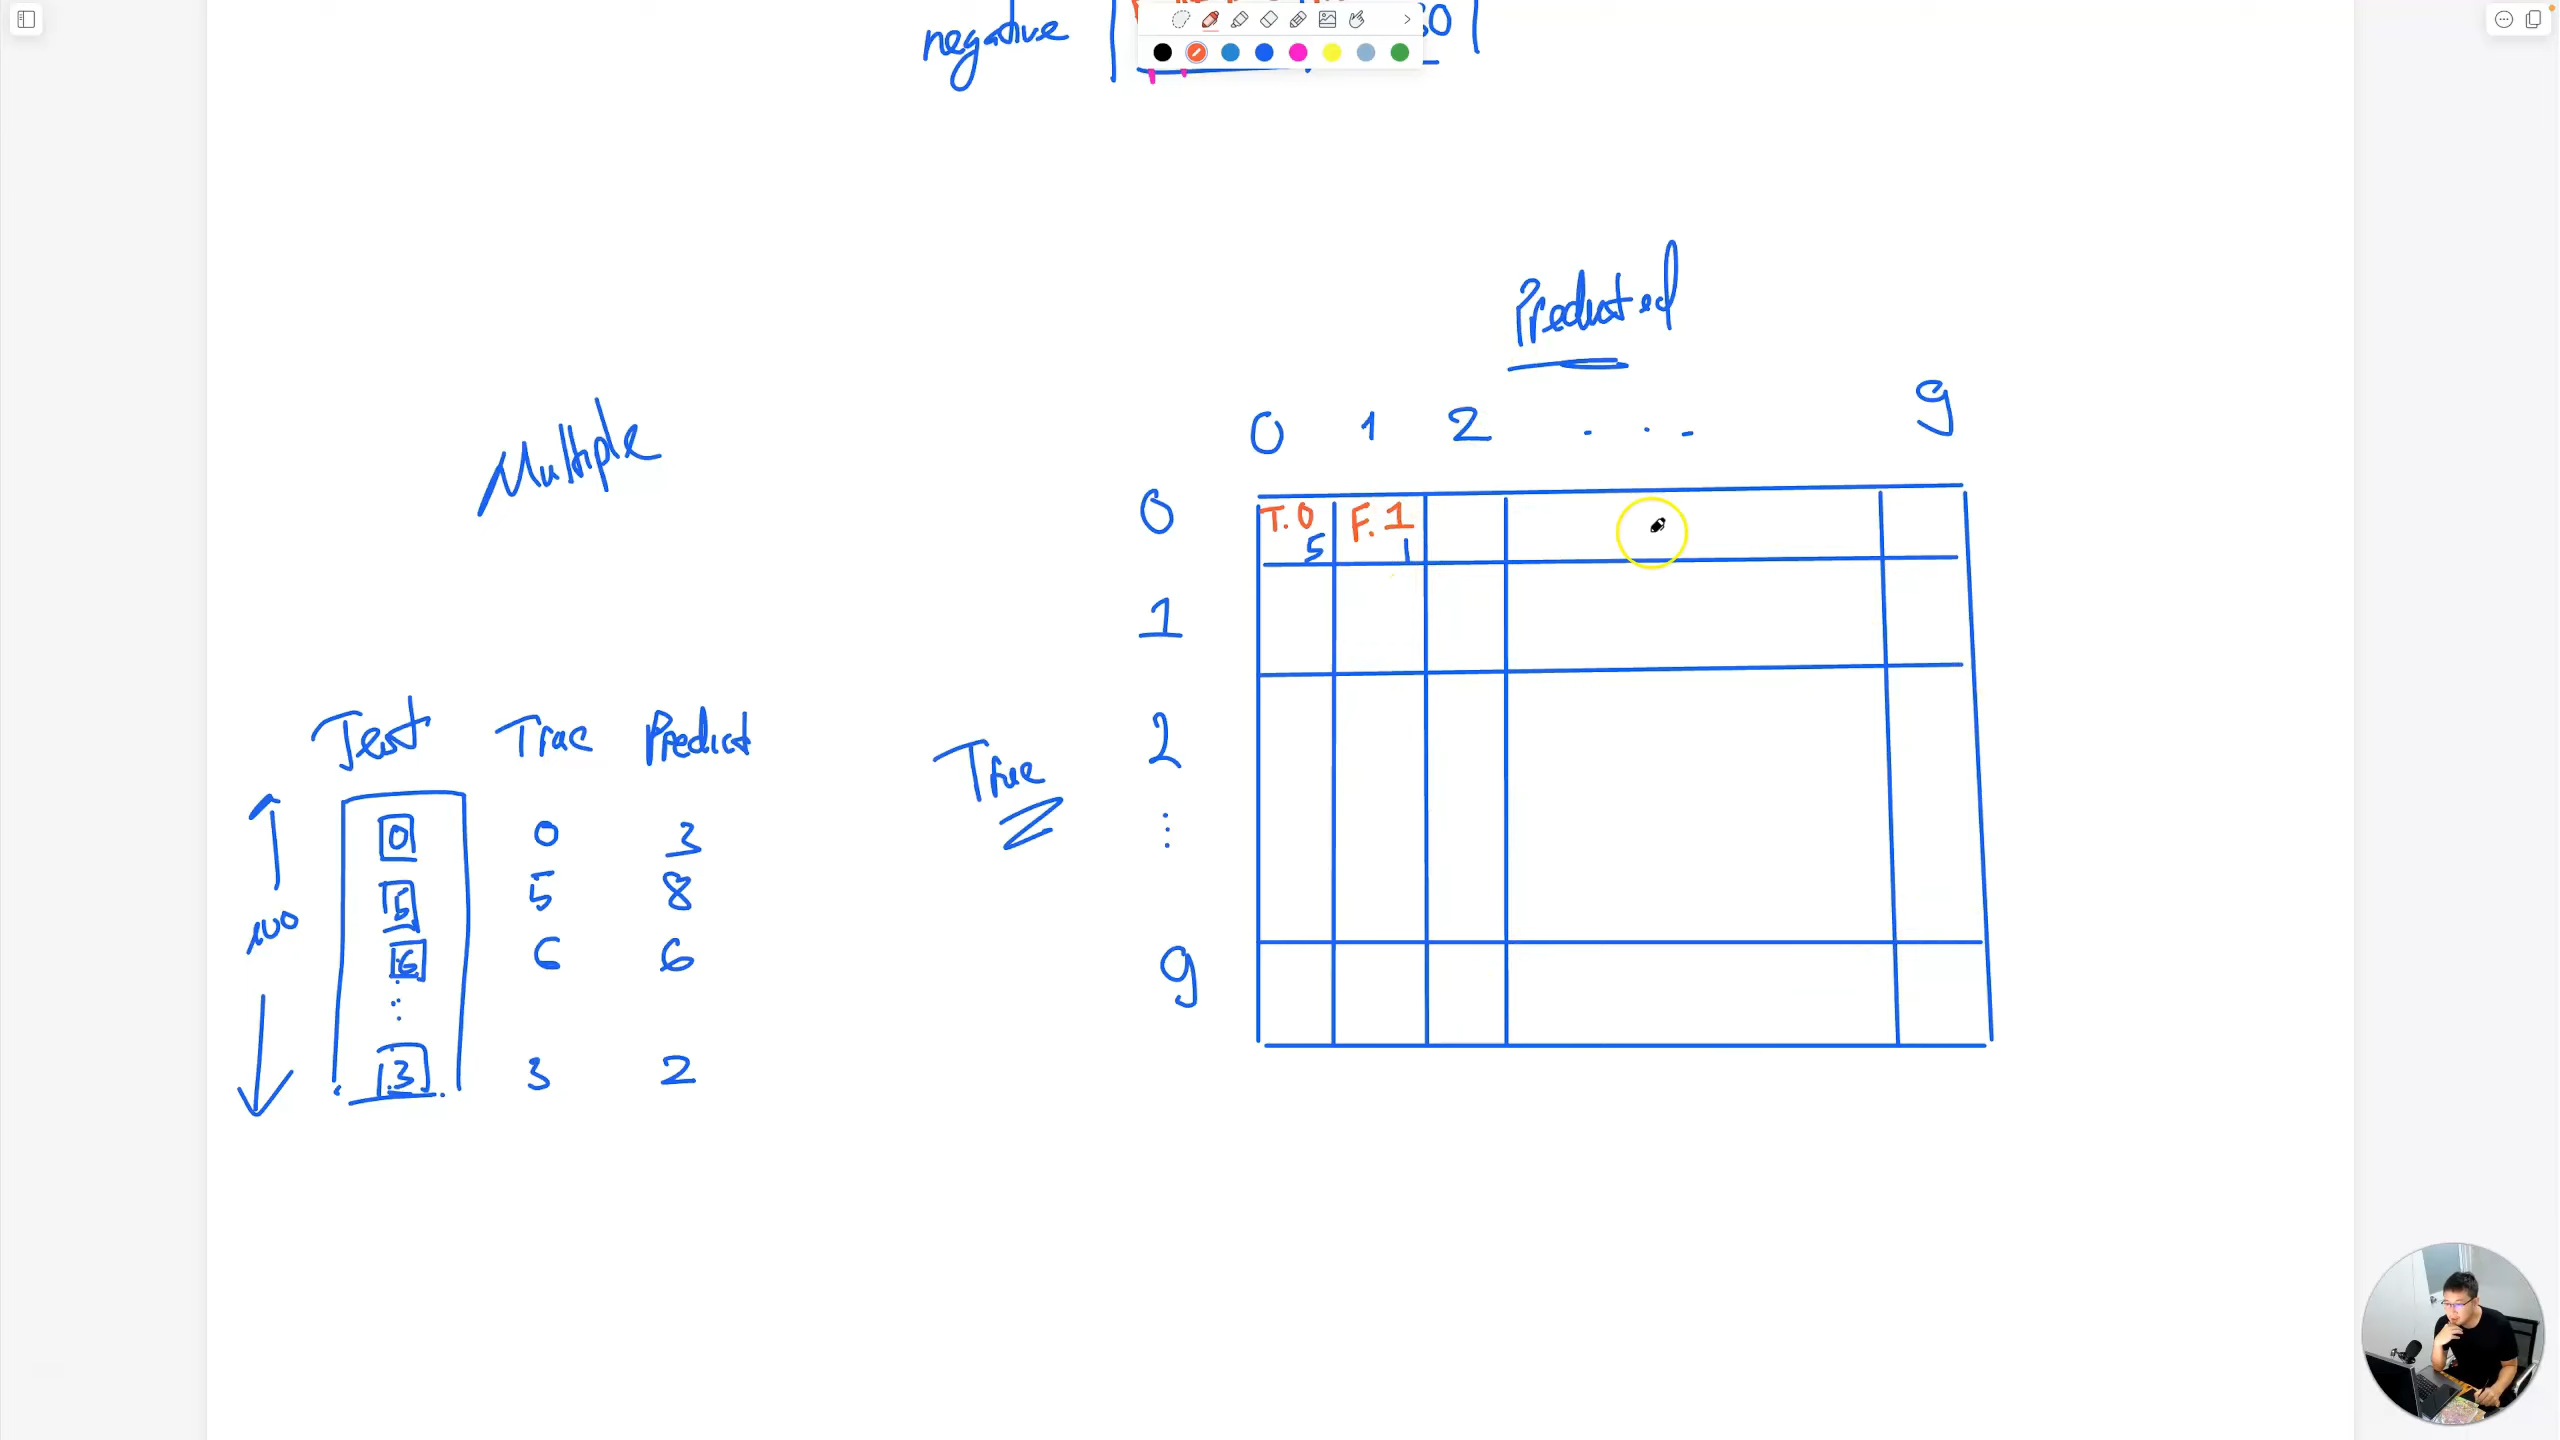 negative
Predicted
0 1 2 . . . 9
Multiple
0 T.0 5 F.1 1
1
2
⋮
9
True
Test True Predict
100
0 0 3
5 5 8
6 6 6
⋮
3 3 2